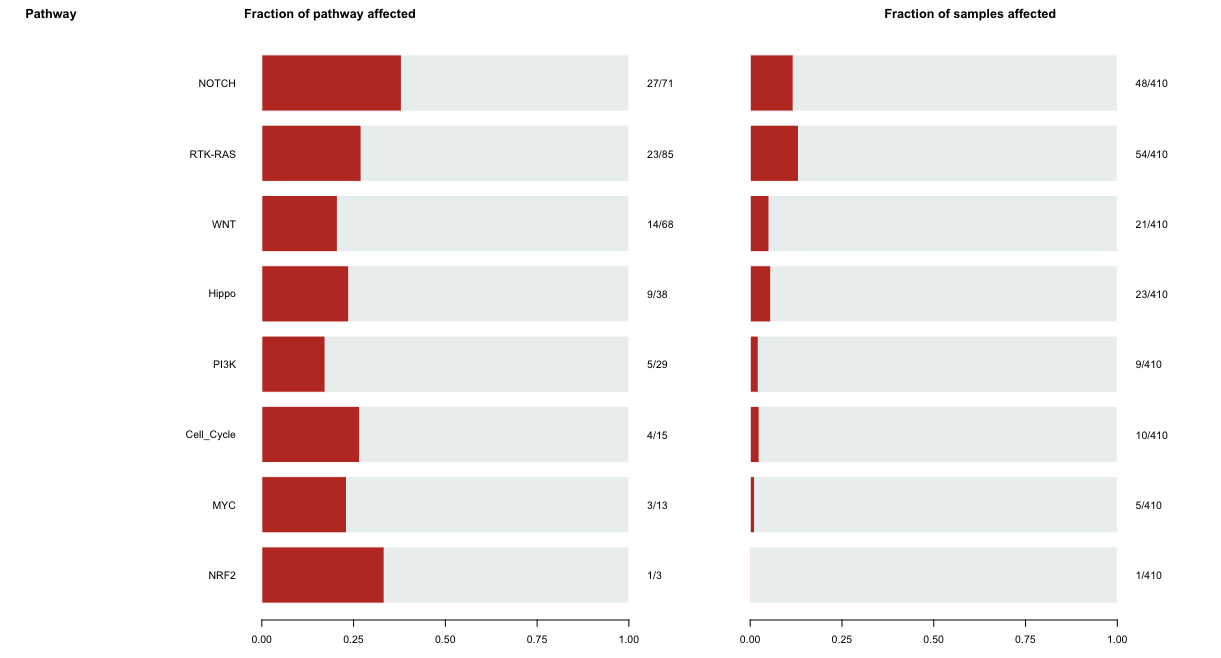 Pathway Fraction of pathway affected Fraction of samples affected
NOTCH 27/71 48/410
RTK-RAS 23/85 54/410
WNT 14/68 21/410
Hippo 9/38 23/410
PI3K 5/29 9/410
Cell_Cycle 4/15 10/410
MYC 3/13 5/410
NRF2 1/3 1/410
0.00 0.25 0.50 0.75 1.00 0.00 0.25 0.50 0.75 1.00